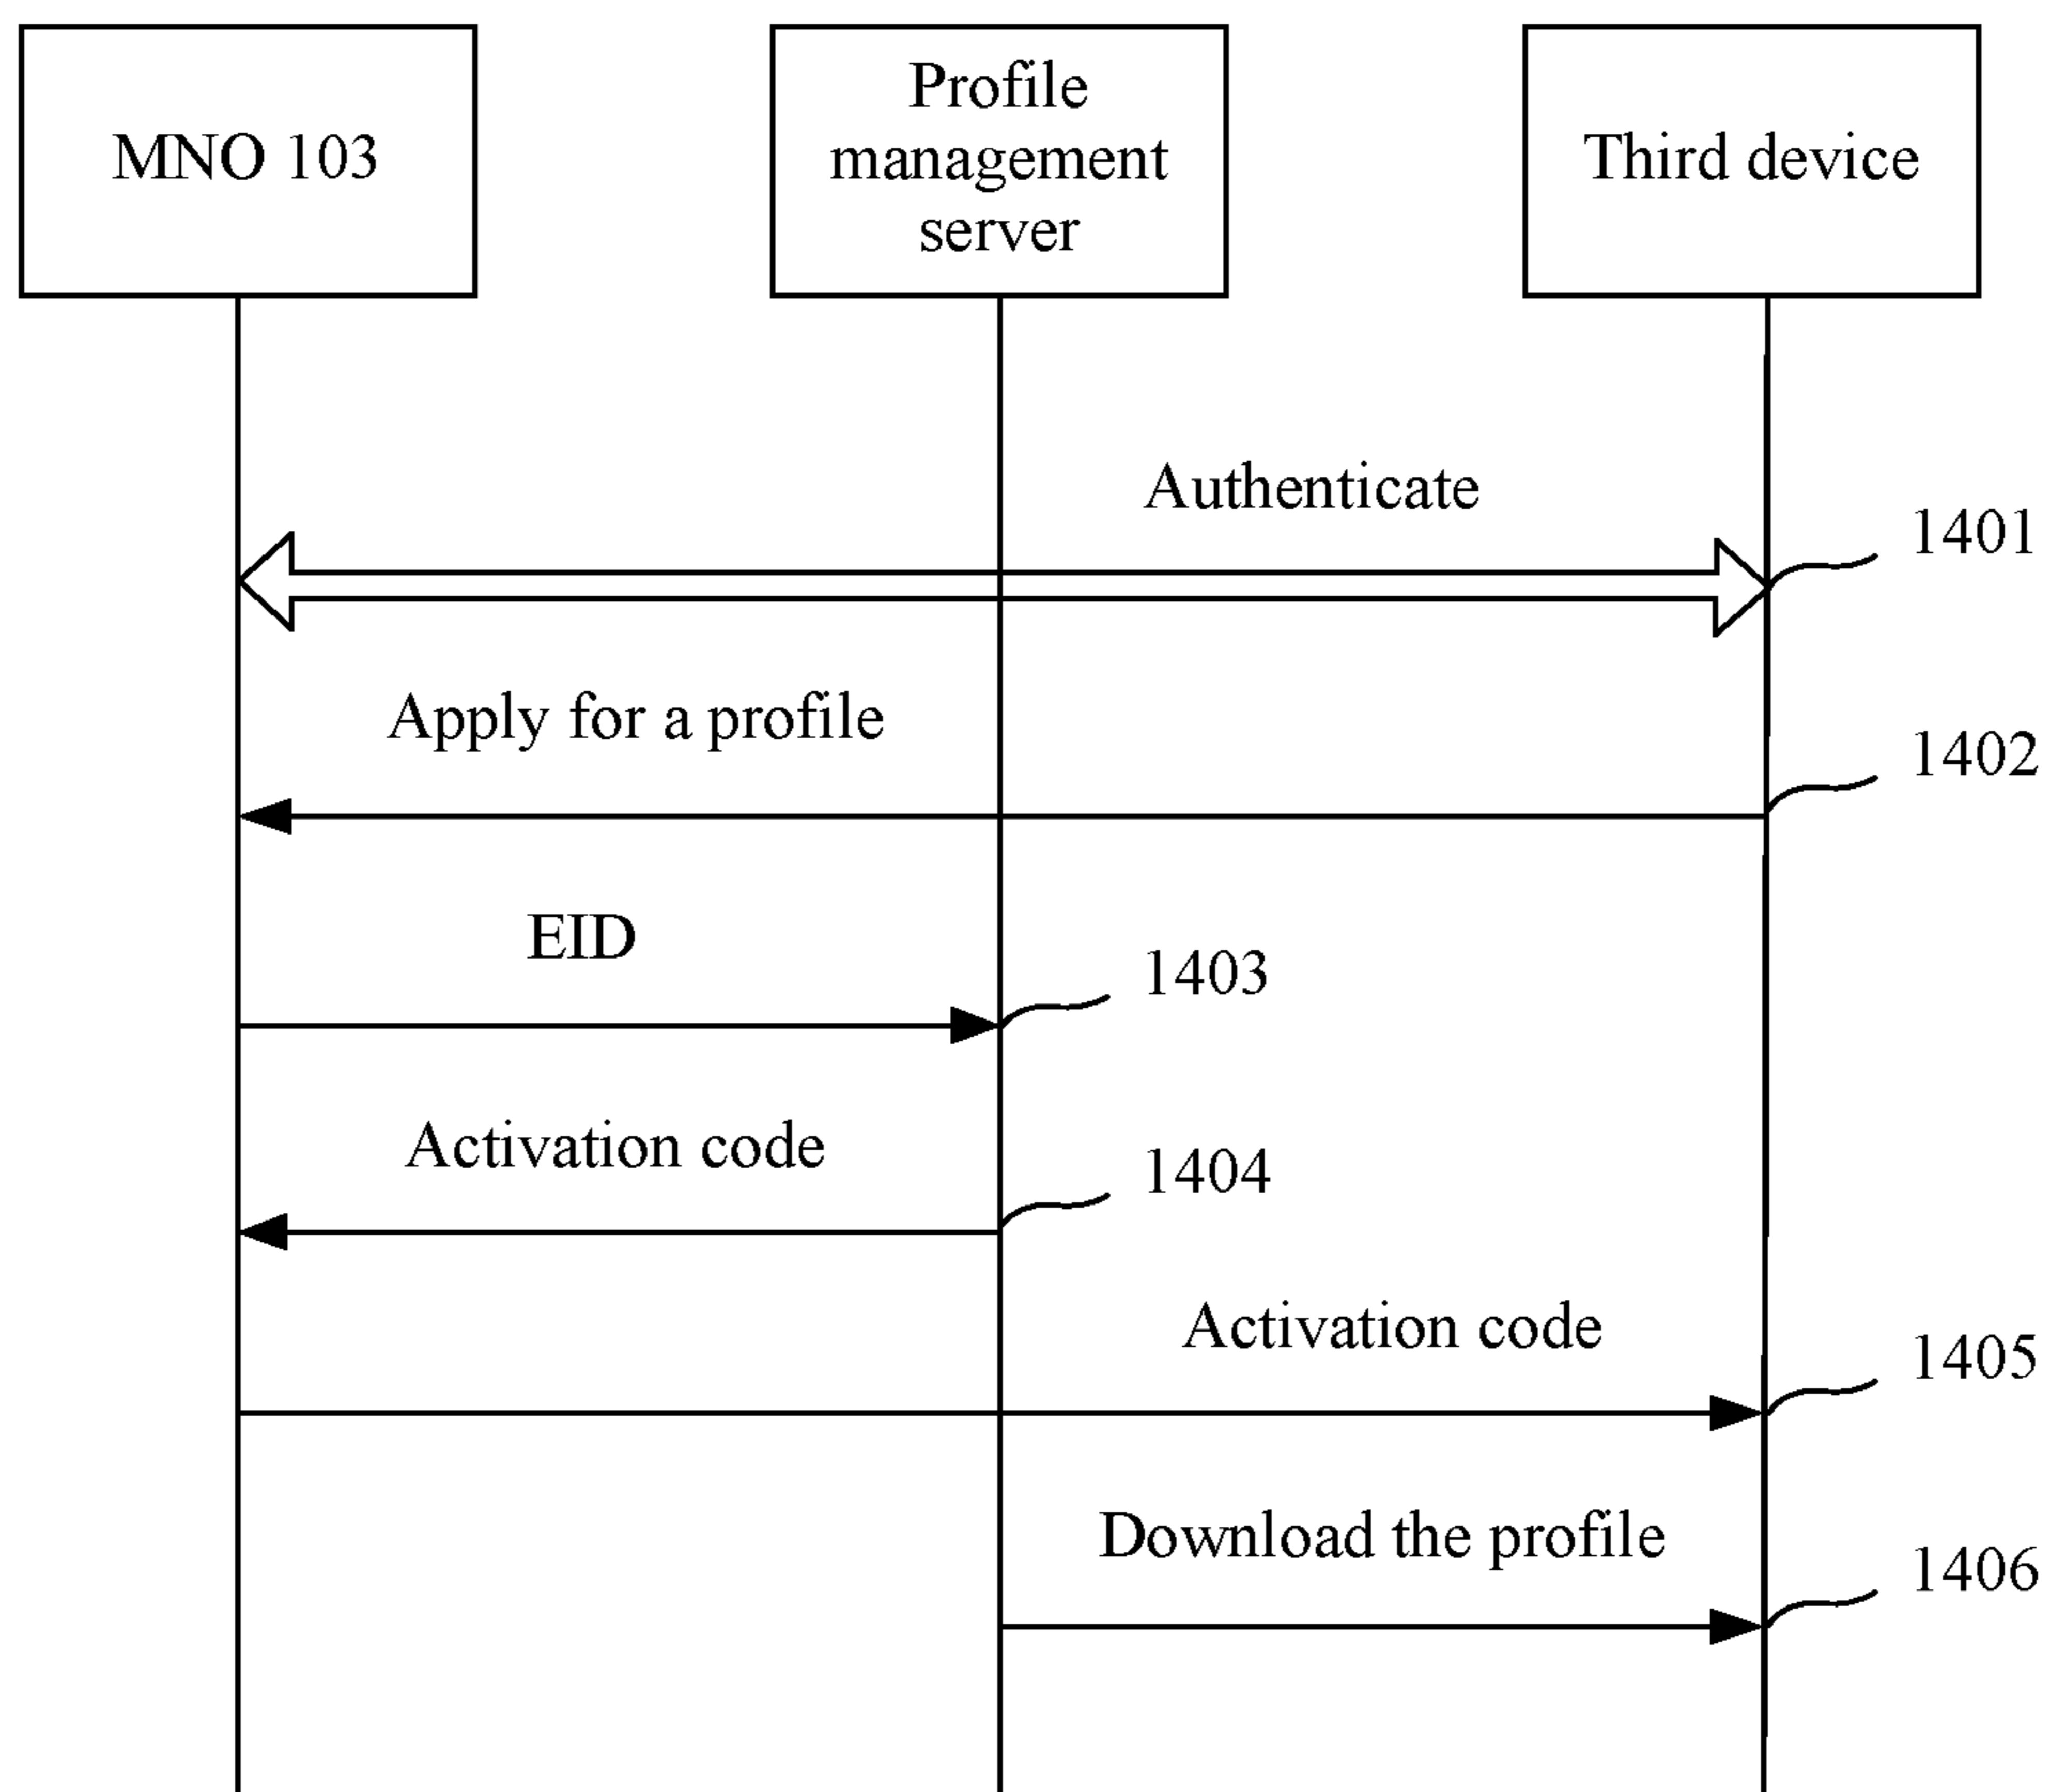 MNO 103
Profile
management
server
Third device
Authenticate
1401
Apply for a profile
1402
EID
1403
Activation code
1404
Activation code
1405
Download the profile
1406